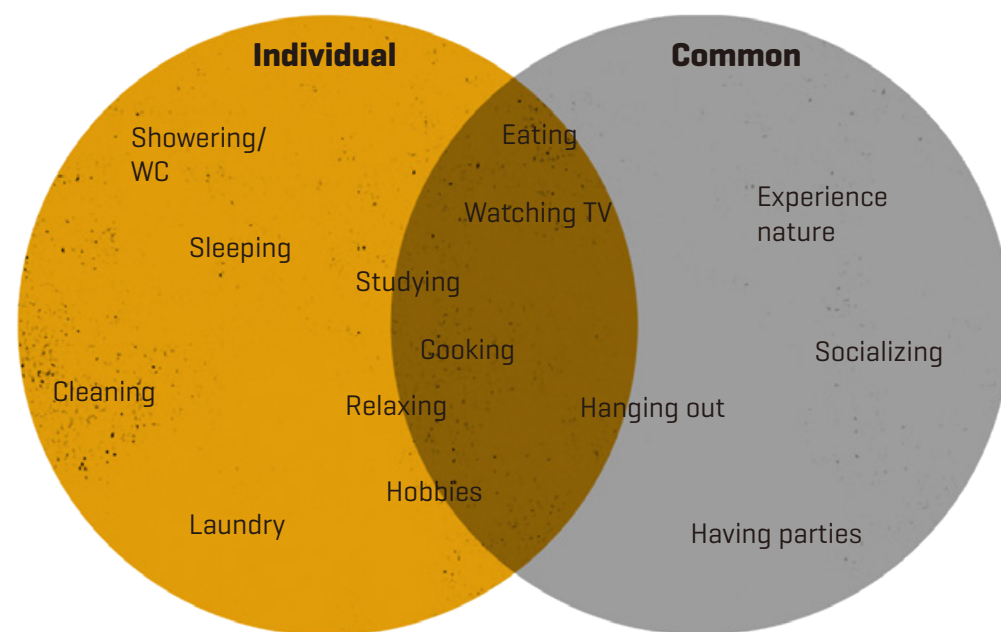 Individual
Common
Showering/
WC
Eating
Watching TV
Experience
nature
Sleeping
Studying
Cooking
Socializing
Cleaning
Relaxing
Hanging out
Hobbies
Laundry
Having parties